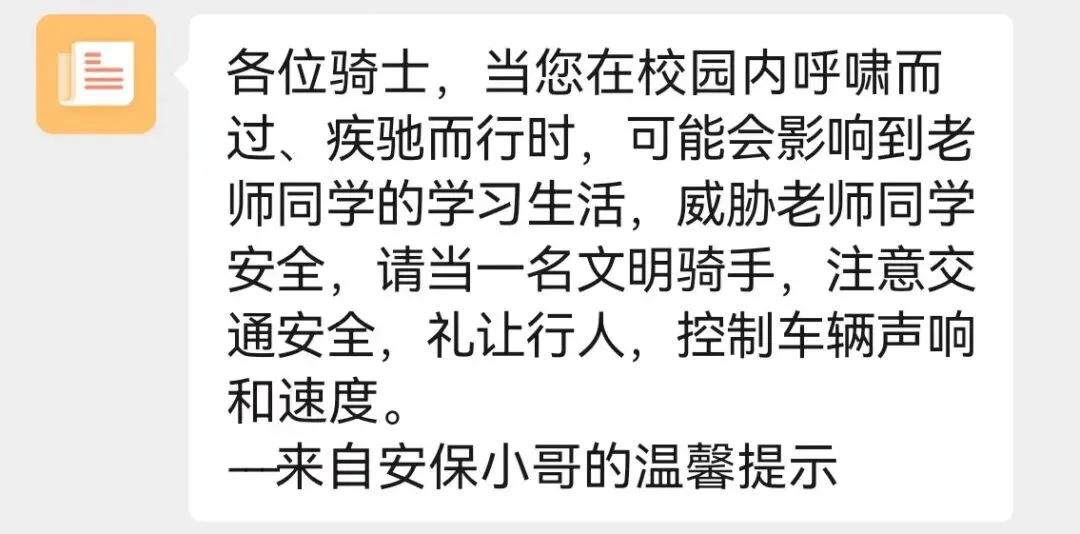 各位骑士，当您在校园内呼啸而
过、疾驰而行时，可能会影响到老
师同学的学习生活，威胁老师同学
安全，请当一名文明骑手，注意交
通安全，礼让行人，控制车辆声响
和速度。
—来自安保小哥的温馨提示